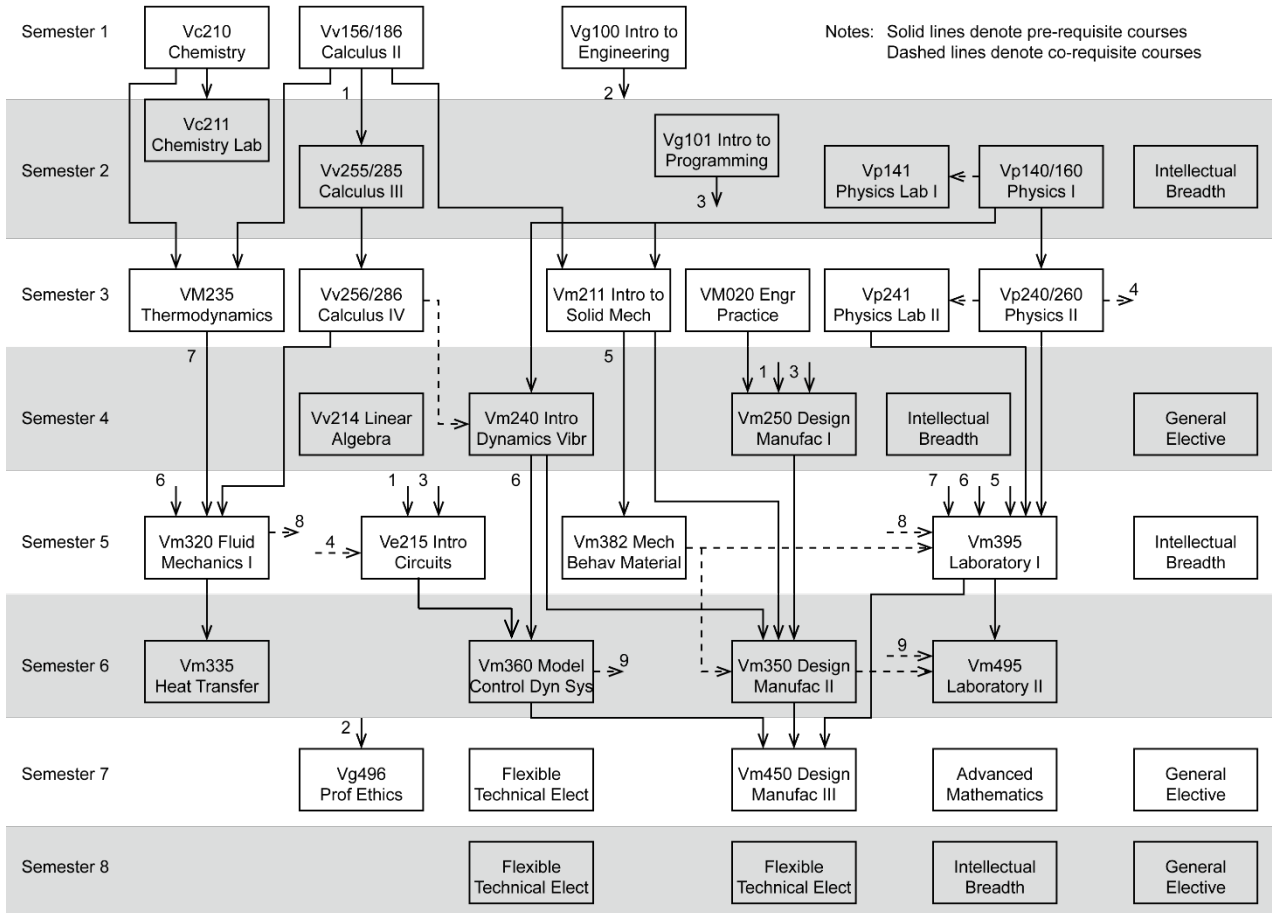 Semester 1
Vc210
Chemistry
Vv156/186
Calculus II
Vg100 Intro to
Engineering
Notes: Solid lines denote pre-requisite courses
Dashed lines denote co-requisite courses
1
2
Semester 2
Vc211
Chemistry Lab
Vv255/285
Calculus III
Vg101 Intro to
Programming
3
Vp141
Physics Lab I
Vp140/160
Physics I
Intellectual
Breadth
Semester 3
VM235
Thermodynamics
Vv256/286
Calculus IV
Vm211 Intro to
Solid Mech
VM020 Engr
Practice
Vp241
Physics Lab II
Vp240/260
Physics II
4
7
5
1
3
Semester 4
Vv214 Linear
Algebra
Vm240 Intro
Dynamics Vibr
Vm250 Design
Manufac I
Intellectual
Breadth
General
Elective
6
1
3
6
7
6
5
Semester 5
Vm320 Fluid
Mechanics I
8
4
Ve215 Intro
Circuits
Vm382 Mech
Behav Material
8
Vm395
Laboratory I
Intellectual
Breadth
Semester 6
Vm335
Heat Transfer
Vm360 Model
Control Dyn Sys
9
Vm350 Design
Manufac II
9
Vm495
Laboratory II
2
Semester 7
Vg496
Prof Ethics
Flexible
Technical Elect
Vm450 Design
Manufac III
Advanced
Mathematics
General
Elective
Semester 8
Flexible
Technical Elect
Flexible
Technical Elect
Intellectual
Breadth
General
Elective